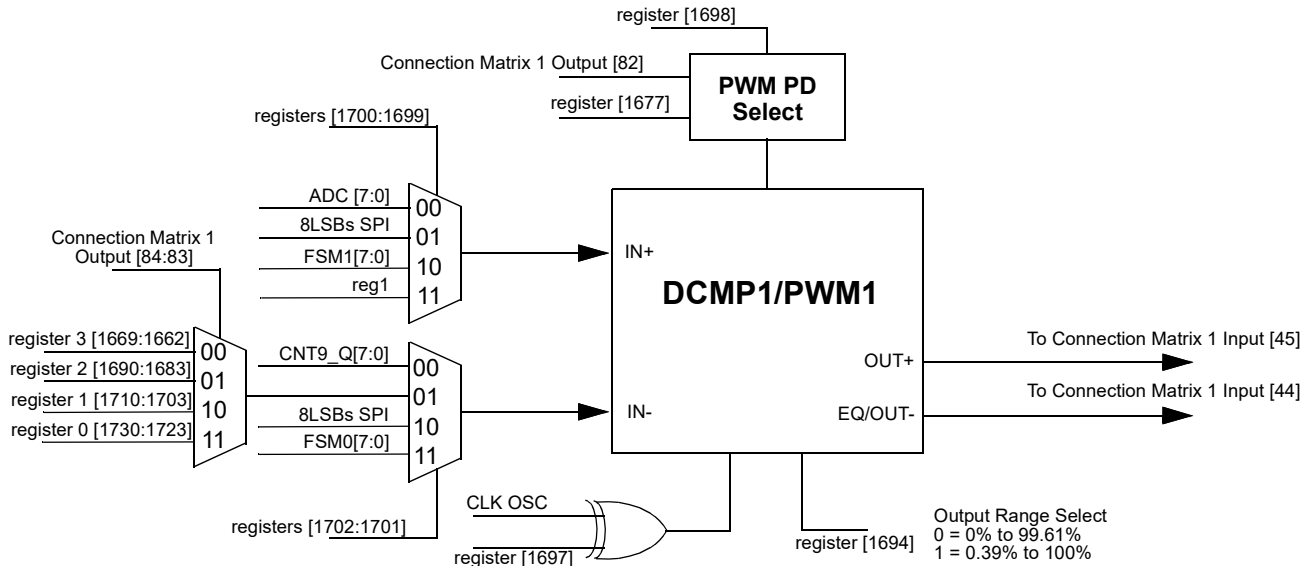 register [1698]
Connection Matrix 1 Output [82]
register [1677]
PWM PD
Select
registers [1700:1699]
ADC [7:0]
8LSBs SPI
FSM1[7:0]
reg1
00
01
10
11
IN+
Connection Matrix 1
Output [84:83]
register 3 [1669:1662]
register 2 [1690:1683]
register 1 [1710:1703]
register 0 [1730:1723]
00
01
10
11
CNT9_Q[7:0]
8LSBs SPI
FSM0[7:0]
00
01
10
11
IN-
registers [1702:1701]
DCMP1/PWM1
OUT+
EQ/OUT-
To Connection Matrix 1 Input [45]
To Connection Matrix 1 Input [44]
CLK OSC
register [1697]
register [1694]
Output Range Select
0 = 0% to 99.61%
1 = 0.39% to 100%